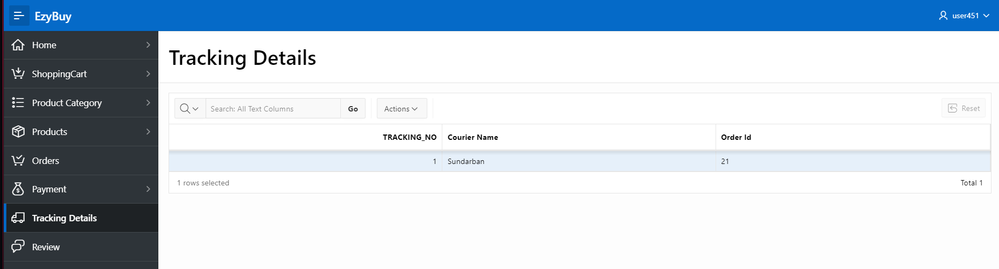 EzyBuy
user451
Home
ShoppingCart
Product Category
Products
Orders
Payment
Tracking Details
Review
Tracking Details
Search: All Text Columns
Go
Actions
Reset
TRACKING_NO Courier Name Order Id
1 Sundarban 21
1 rows selected Total 1